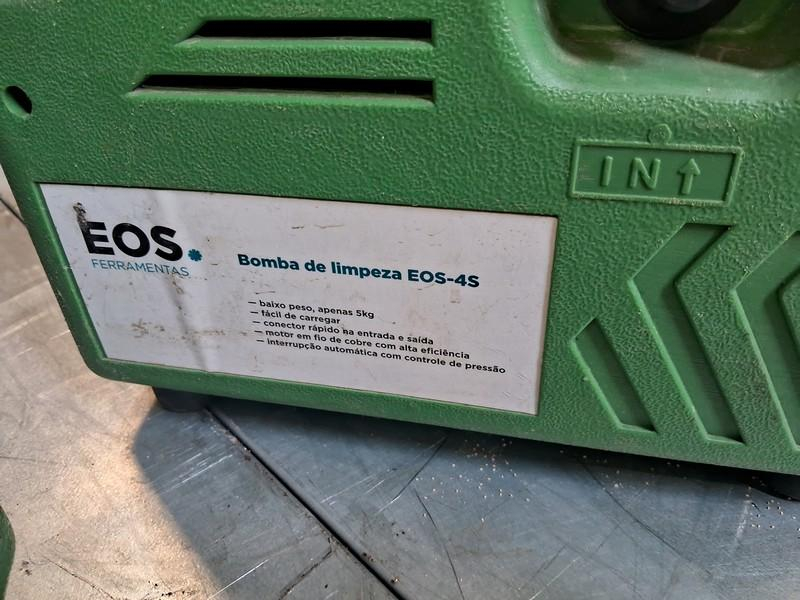 IN↑
EOS.
FERRAMENTAS
Bomba de limpeza EOS-4S
— baixo peso, apenas 5kg
— fácil de carregar
— conector rápido na entrada e saída
— motor em fio de cobre com alta eficiência
— interrupção automática com controle de pressão